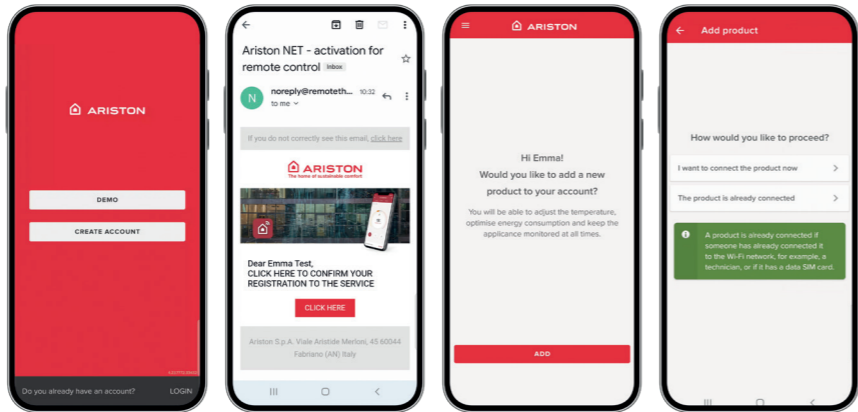 ARISTON
DEMO
CREATE ACCOUNT
Do you already have an account? LOGIN
Ariston NET - activation for
remote control Inbox
N
noreply@remoteth... 10:32
to me
If you do not correctly see this email, click here
ARISTON
The home of sustainable comfort
Dear Emma Test,
CLICK HERE TO CONFIRM YOUR
REGISTRATION TO THE SERVICE
CLICK HERE
Ariston S.p.A. Viale Aristide Merloni, 45 60044
Fabriano (AN) Italy
ARISTON
Hi Emma!
Would you like to add a new
product to your account?
You will be able to adjust the temperature,
optimise energy consumption and keep the
appliance monitored at all times.
ADD
Add product
How would you like to proceed?
I want to connect the product now
The product is already connected
A product is already connected if
someone has already connected it
to the Wi-Fi network, for example, a
technician, or if it has a data SIM card.